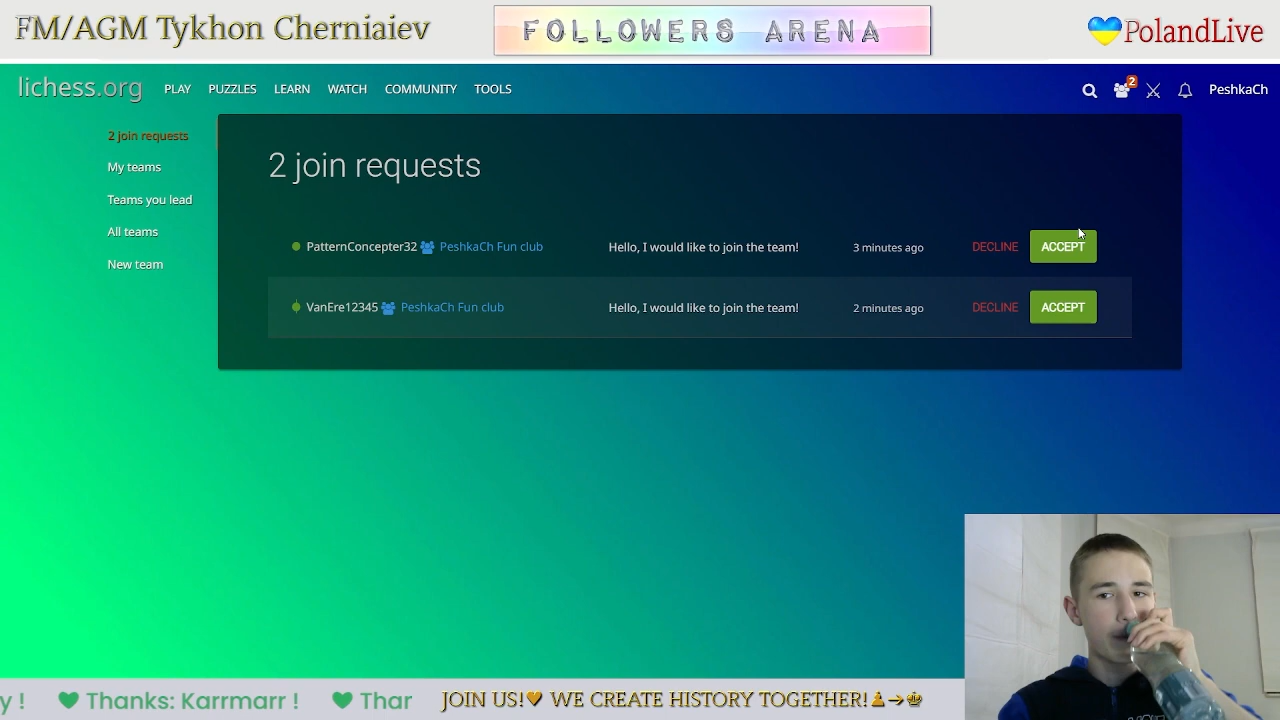 FM/AGM Tykhon Cherniaiev
FOLLOWERS ARENA
PolandLive
lichess.org PLAY PUZZLES LEARN WATCH COMMUNITY TOOLS 2 PeshkaCh
2 join requests
My teams
Teams you lead
All teams
New team
2 join requests
PatternConcepter32 PeshkaCh Fun club Hello, I would like to join the team! 3 minutes ago DECLINE ACCEPT
VanEre12345 PeshkaCh Fun club Hello, I would like to join the team! 2 minutes ago DECLINE ACCEPT
y ! Thanks: Karrmarr ! Thar
JOIN US! WE CREATE HISTORY TOGETHER!